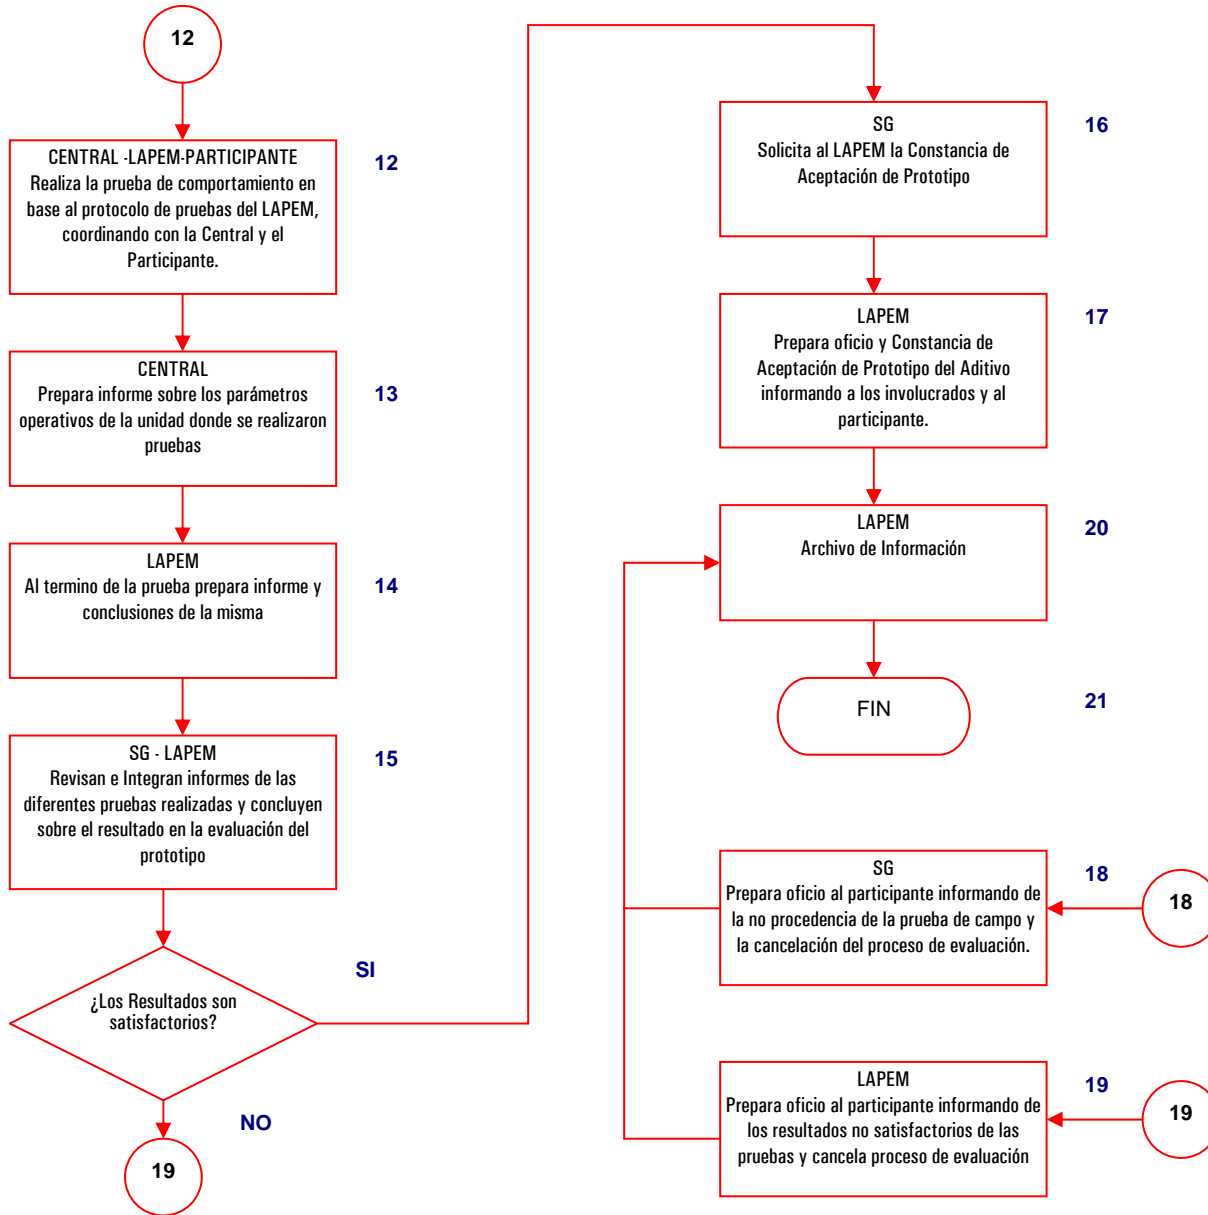 12
CENTRAL -LAPEM-PARTICIPANTE
Realiza la prueba de comportamiento en
base al protocolo de pruebas del LAPEM,
coordinando con la Central y el
Participante.
12
CENTRAL
Prepara informe sobre los parámetros
operativos de la unidad donde se realizaron
pruebas
13
LAPEM
Al termino de la prueba prepara informe y
conclusiones de la misma
14
SG - LAPEM
Revisan e Integran informes de las
diferentes pruebas realizadas y concluyen
sobre el resultado en la evaluación del
prototipo
15
¿Los Resultados son
satisfactorios?
SI
NO
19
SG
Solicita al LAPEM la Constancia de
Aceptación de Prototipo
16
LAPEM
Prepara oficio y Constancia de
Aceptación de Prototipo del Aditivo
informando a los involucrados y al
participante.
17
LAPEM
Archivo de Información
20
FIN
21
SG
Prepara oficio al participante informando de
la no procedencia de la prueba de campo y
la cancelación del proceso de evaluación.
18
18
LAPEM
Prepara oficio al participante informando de
los resultados no satisfactorios de las
pruebas y cancela proceso de evaluación
19
19